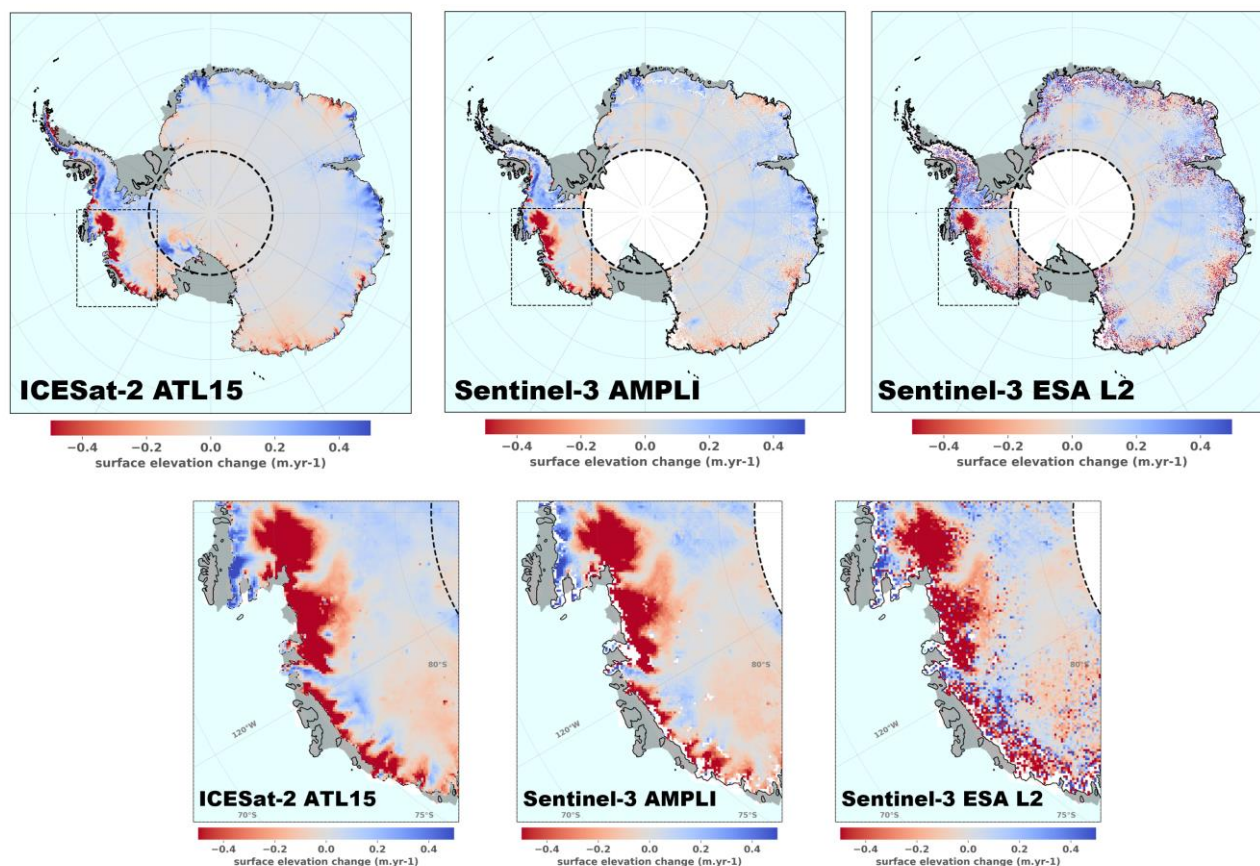 ICESat-2 ATL15
Sentinel-3 AMPLI
Sentinel-3 ESA L2
−0.4 −0.2 0.0 0.2 0.4
surface elevation change (m.yr-1)
−0.4 −0.2 0.0 0.2 0.4
surface elevation change (m.yr-1)
−0.4 −0.2 0.0 0.2 0.4
surface elevation change (m.yr-1)
80°S
120°W
ICESat-2 ATL15
70°S 75°S
80°S
120°W
Sentinel-3 AMPLI
70°S 75°S
80°S
120°W
Sentinel-3 ESA L2
70°S 75°S
−0.4 −0.2 0.0 0.2 0.4
surface elevation change (m.yr-1)
−0.4 −0.2 0.0 0.2 0.4
surface elevation change (m.yr-1)
−0.4 −0.2 0.0 0.2 0.4
surface elevation change (m.yr-1)